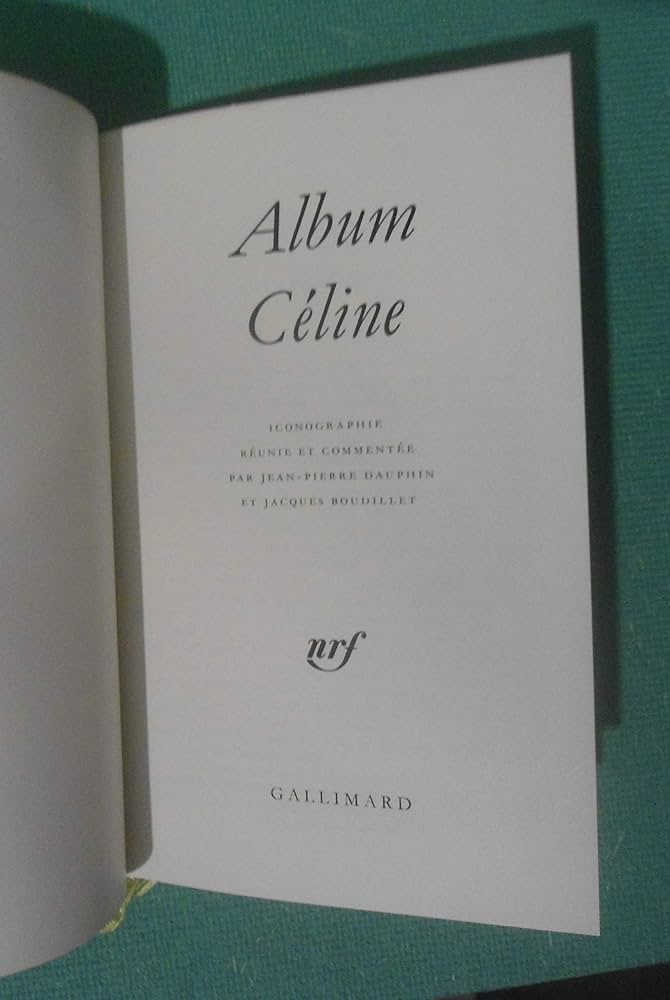 Album
Céline
ICONOGRAPHIE
RÉUNIE ET COMMENTÉE
PAR JEAN-PIERRE DAUPHIN
ET JACQUES BOUDILLET
nrf
GALLIMARD